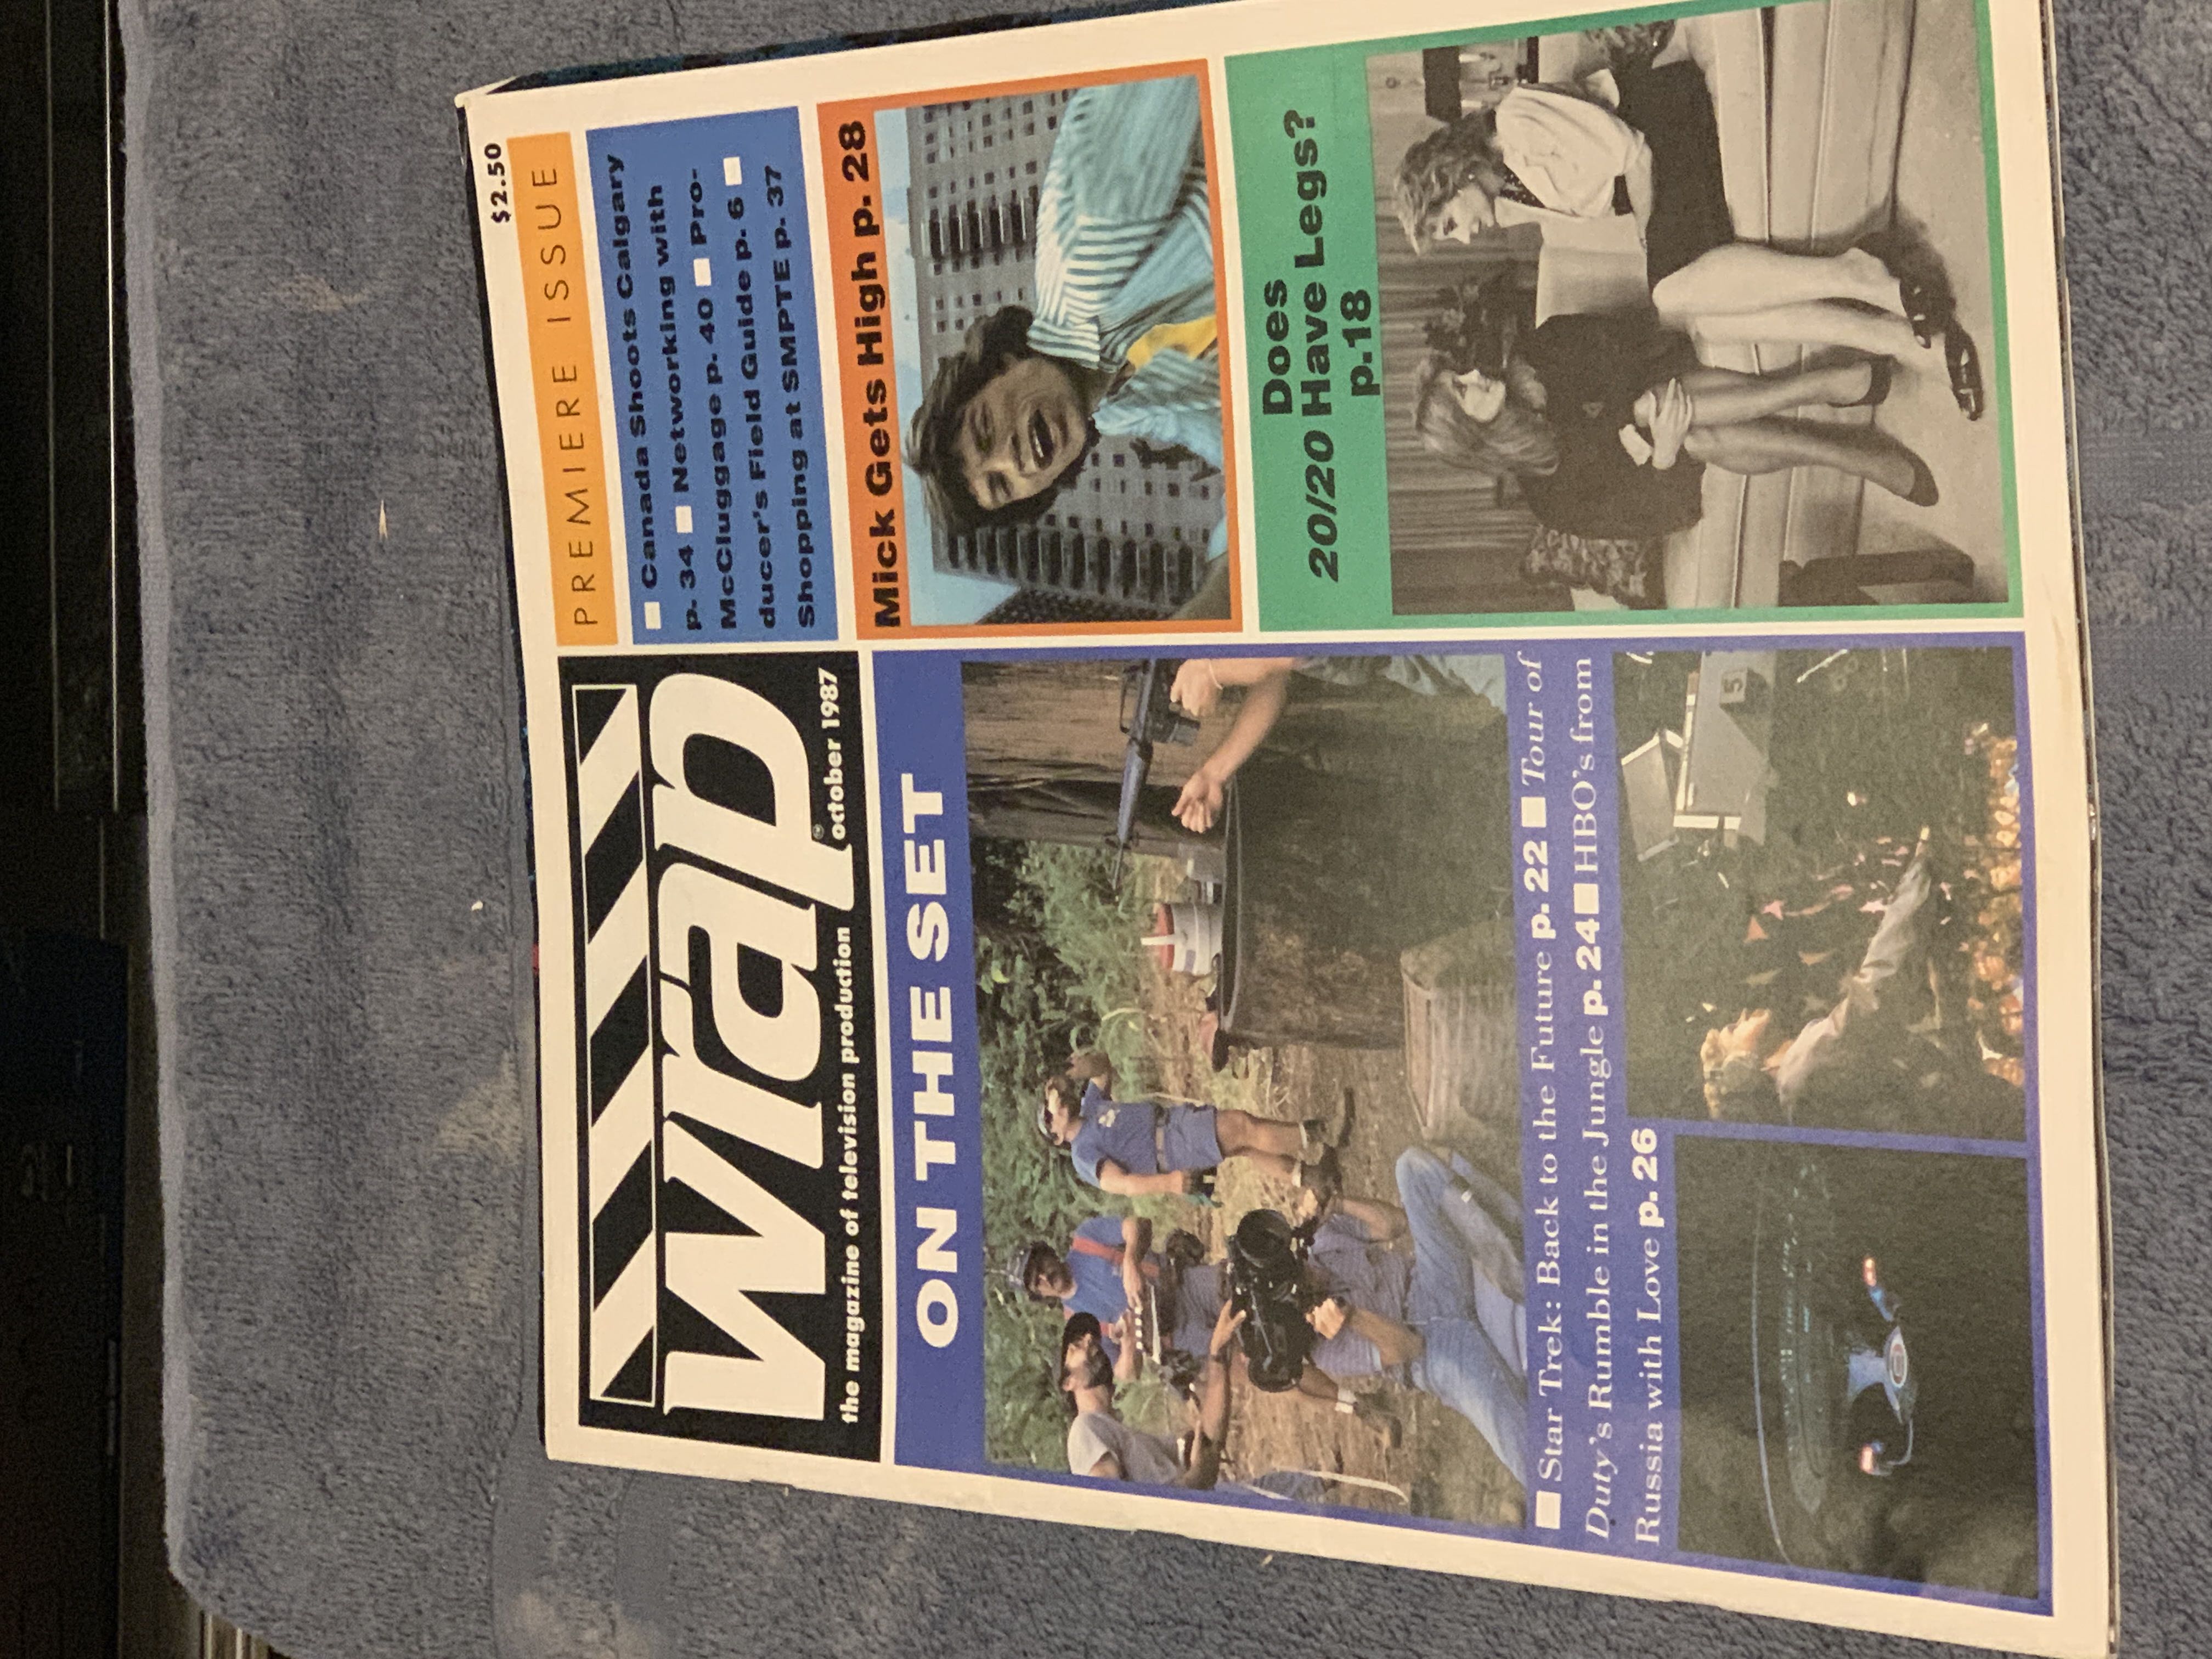 $2.50
PREMIERE ISSUE
Canada Shoots Calgary
p. 34 Networking with
McCluggage p. 40 Pro-
ducer's Field Guide p. 6
Shopping at SMPTE p. 37
wrap
the magazine of television production
october 1987
Mick Gets High p. 28
Does
20/20 Have Legs?
p.18
ON THE SET
Star Trek: Back to the Future p. 22 Tour of
Duty's Rumble in the Jungle p. 24 HBO's from
Russia with Love p. 26
5